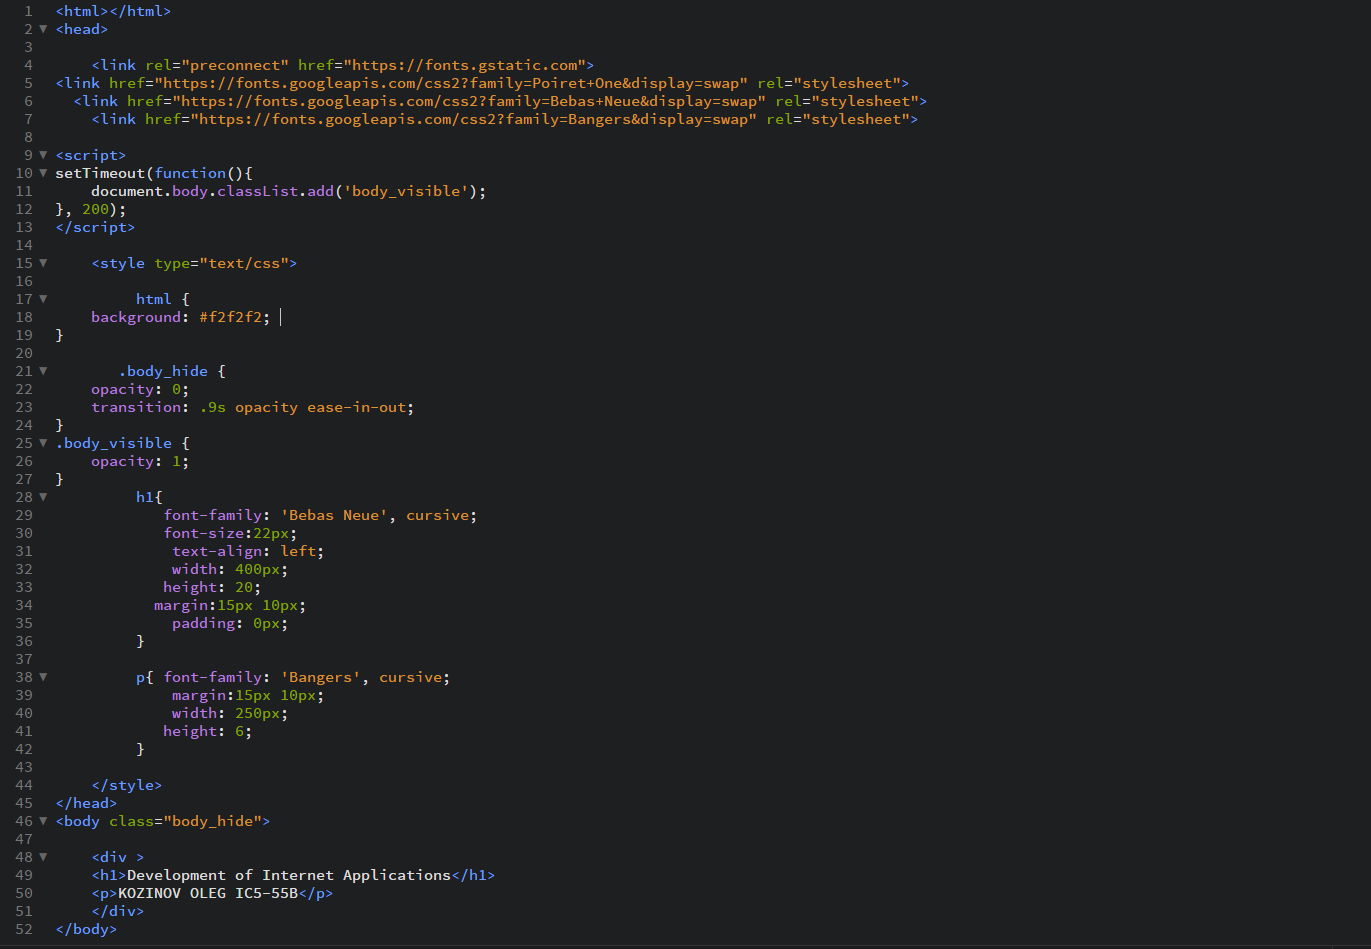 1 <html></html>
2 <head>
3
4 <link rel="preconnect" href="https://fonts.gstatic.com">
5 <link href="https://fonts.googleapis.com/css2?family=Poiret+One&display=swap" rel="stylesheet">
6 <link href="https://fonts.googleapis.com/css2?family=Bebas+Neue&display=swap" rel="stylesheet">
7 <link href="https://fonts.googleapis.com/css2?family=Bangers&display=swap" rel="stylesheet">
8
9 <script>
10 setTimeout(function(){
11 document.body.classList.add('body_visible');
12 }, 200);
13 </script>
14
15 <style type="text/css">
16
17 html {
18 background: #f2f2f2;
19 }
20
21 .body_hide {
22 opacity: 0;
23 transition: .9s opacity ease-in-out;
24 }
25 .body_visible {
26 opacity: 1;
27 }
28 h1{
29 font-family: 'Bebas Neue', cursive;
30 font-size:22px;
31 text-align: left;
32 width: 400px;
33 height: 20;
34 margin:15px 10px;
35 padding: 0px;
36 }
37
38 p{ font-family: 'Bangers', cursive;
39 margin:15px 10px;
40 width: 250px;
41 height: 6;
42 }
43
44 </style>
45 </head>
46 <body class="body_hide">
47
48 <div >
49 <h1>Development of Internet Applications</h1>
50 <p>KOZINOV OLEG IC5-55B</p>
51 </div>
52 </body>